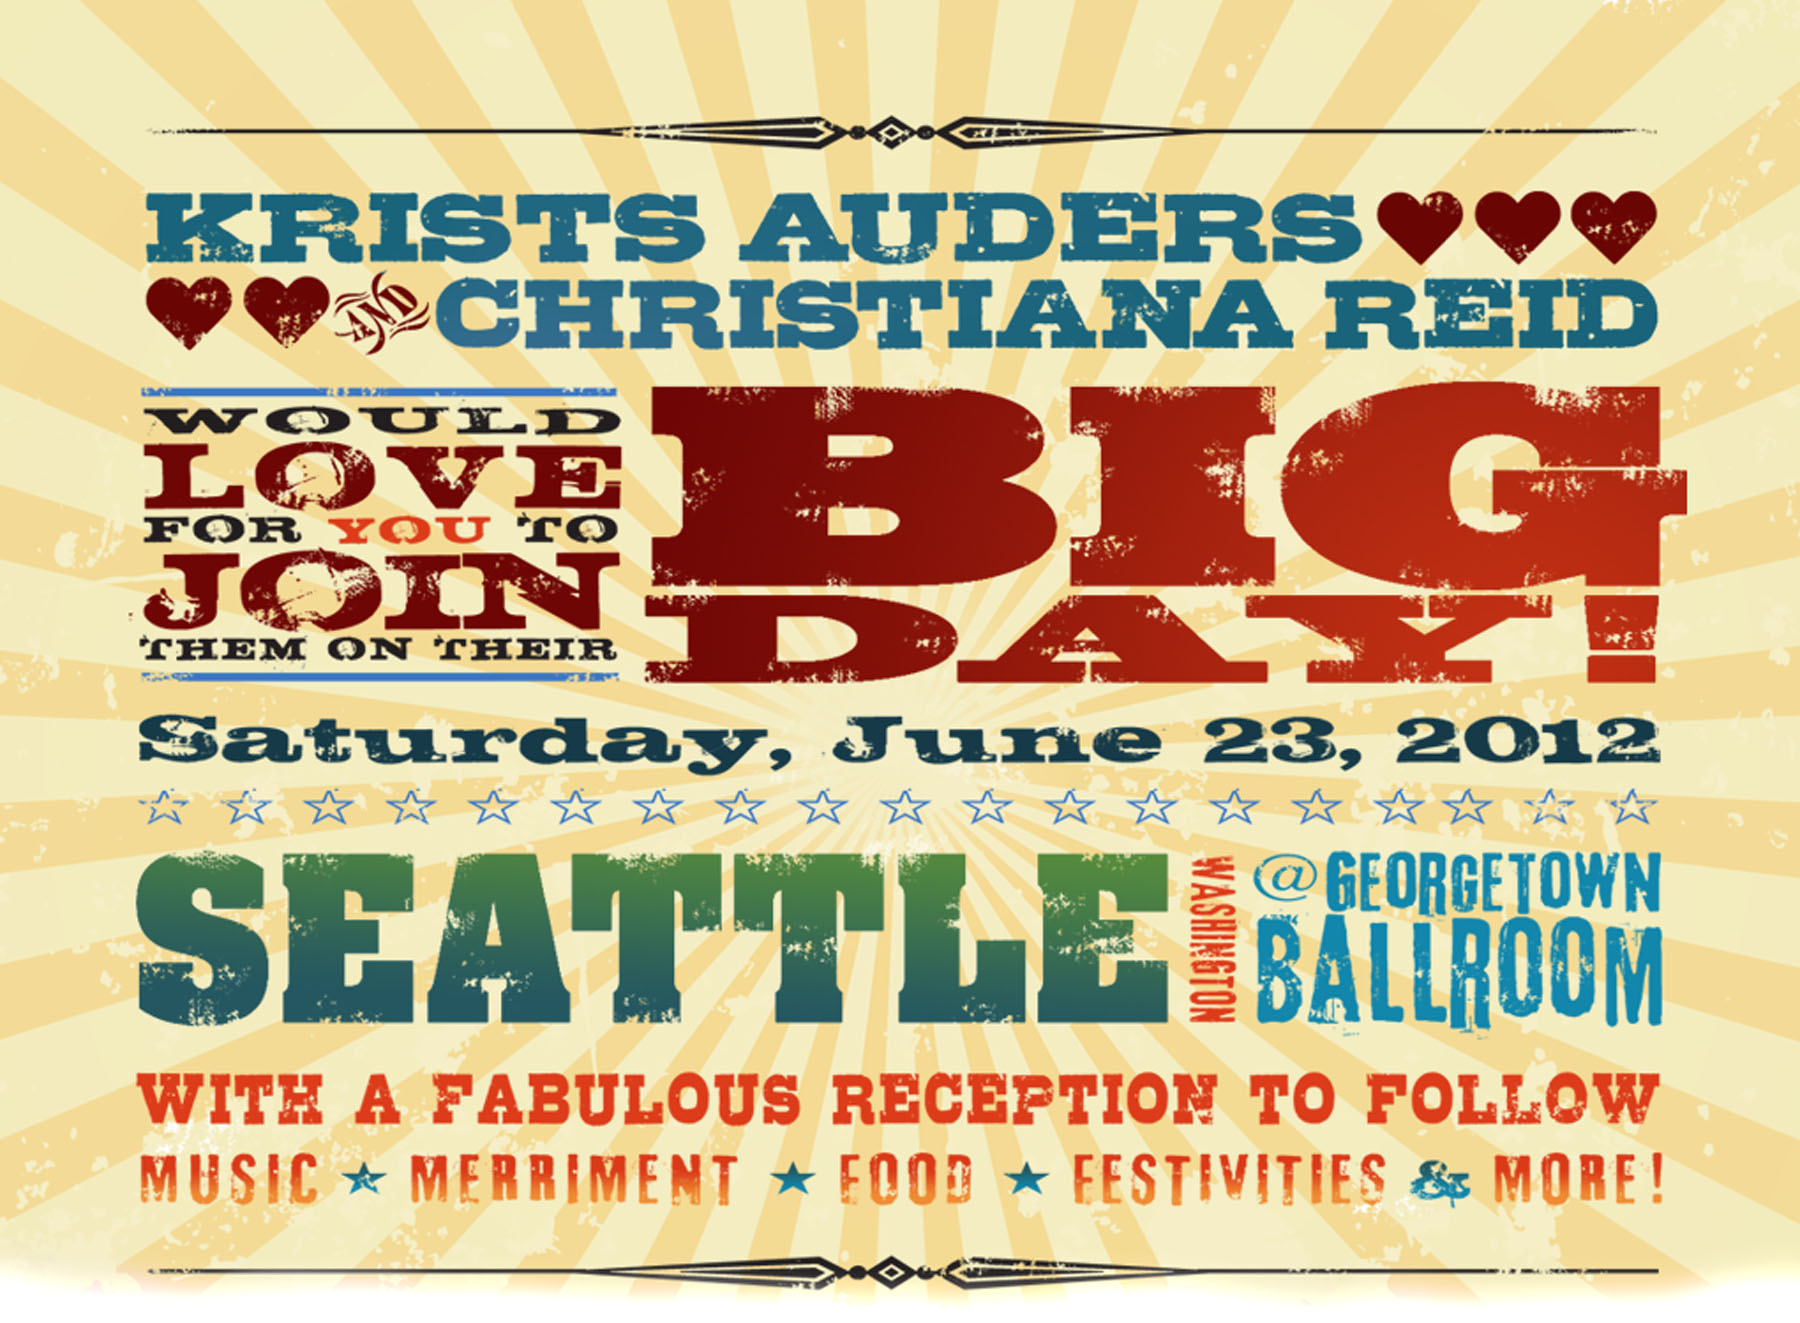 KRISTS AUDERS
AND CHRISTIANA REID
WOULD
LOVE
FOR YOU TO
JOIN
THEM ON THEIR
BIG
DAY!
Saturday, June 23, 2012
SEATTLE
WASHINGTON
@GEORGETOWN
BALLROOM
WITH A FABULOUS RECEPTION TO FOLLOW
MUSIC ★ MERRIMENT ★ FOOD ★ FESTIVITIES & MORE!